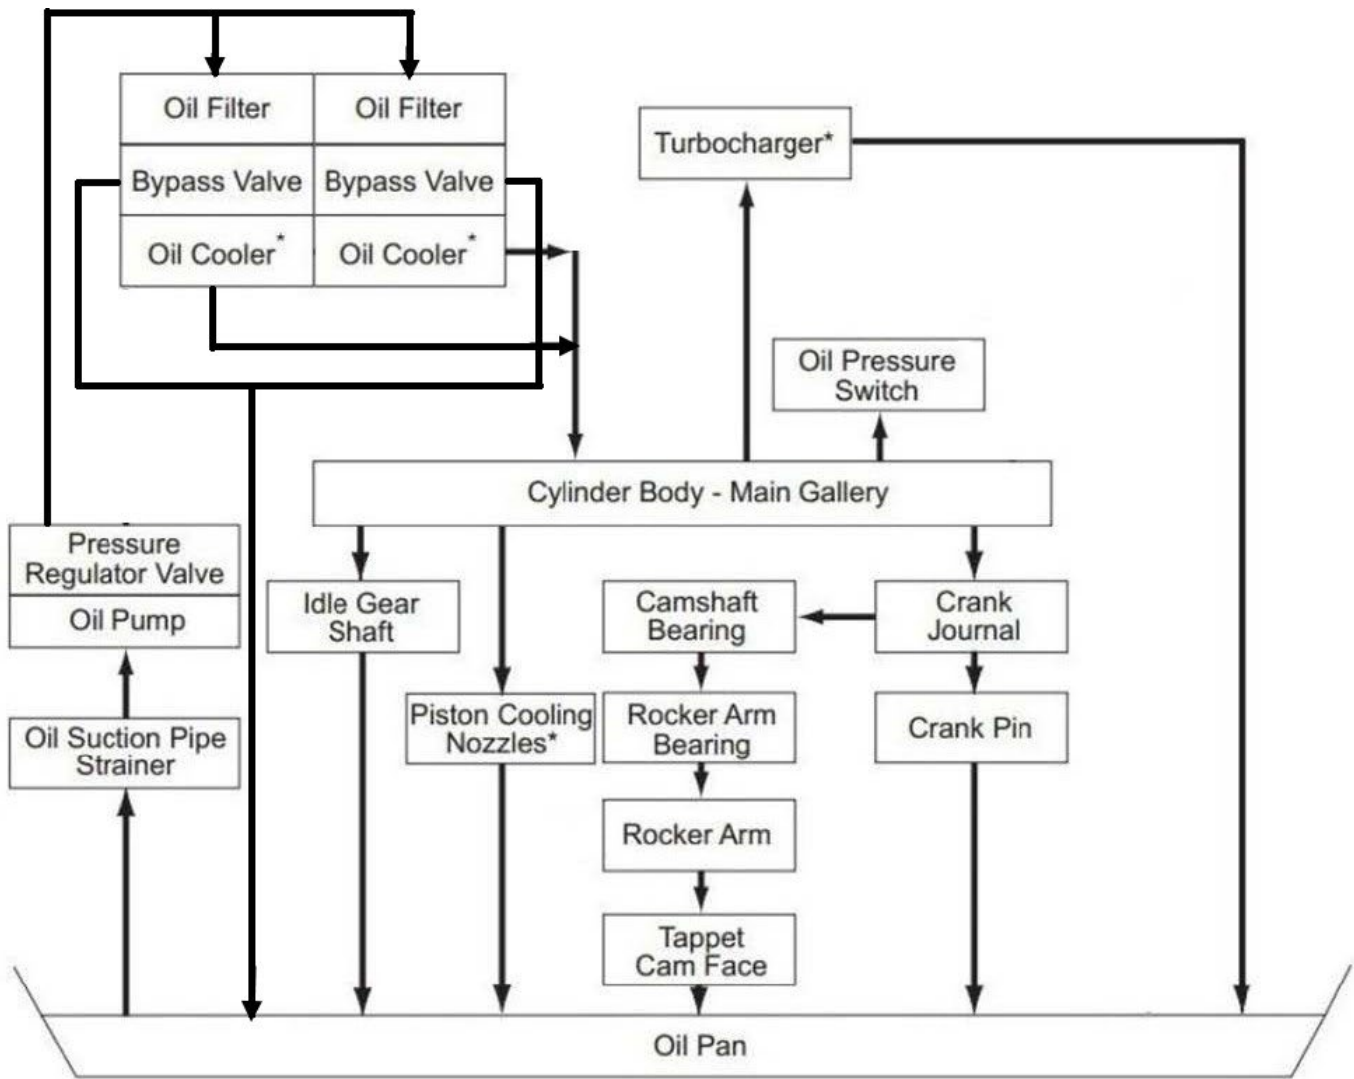 Oil Filter
Oil Filter
Bypass Valve
Bypass Valve
Oil Cooler*
Oil Cooler*
Turbocharger*
Oil Pressure
Switch
Cylinder Body - Main Gallery
Pressure
Regulator Valve
Oil Pump
Oil Suction Pipe
Strainer
Idle Gear
Shaft
Piston Cooling
Nozzles*
Camshaft
Bearing
Rocker Arm
Bearing
Rocker Arm
Tappet
Cam Face
Crank
Journal
Crank Pin
Oil Pan